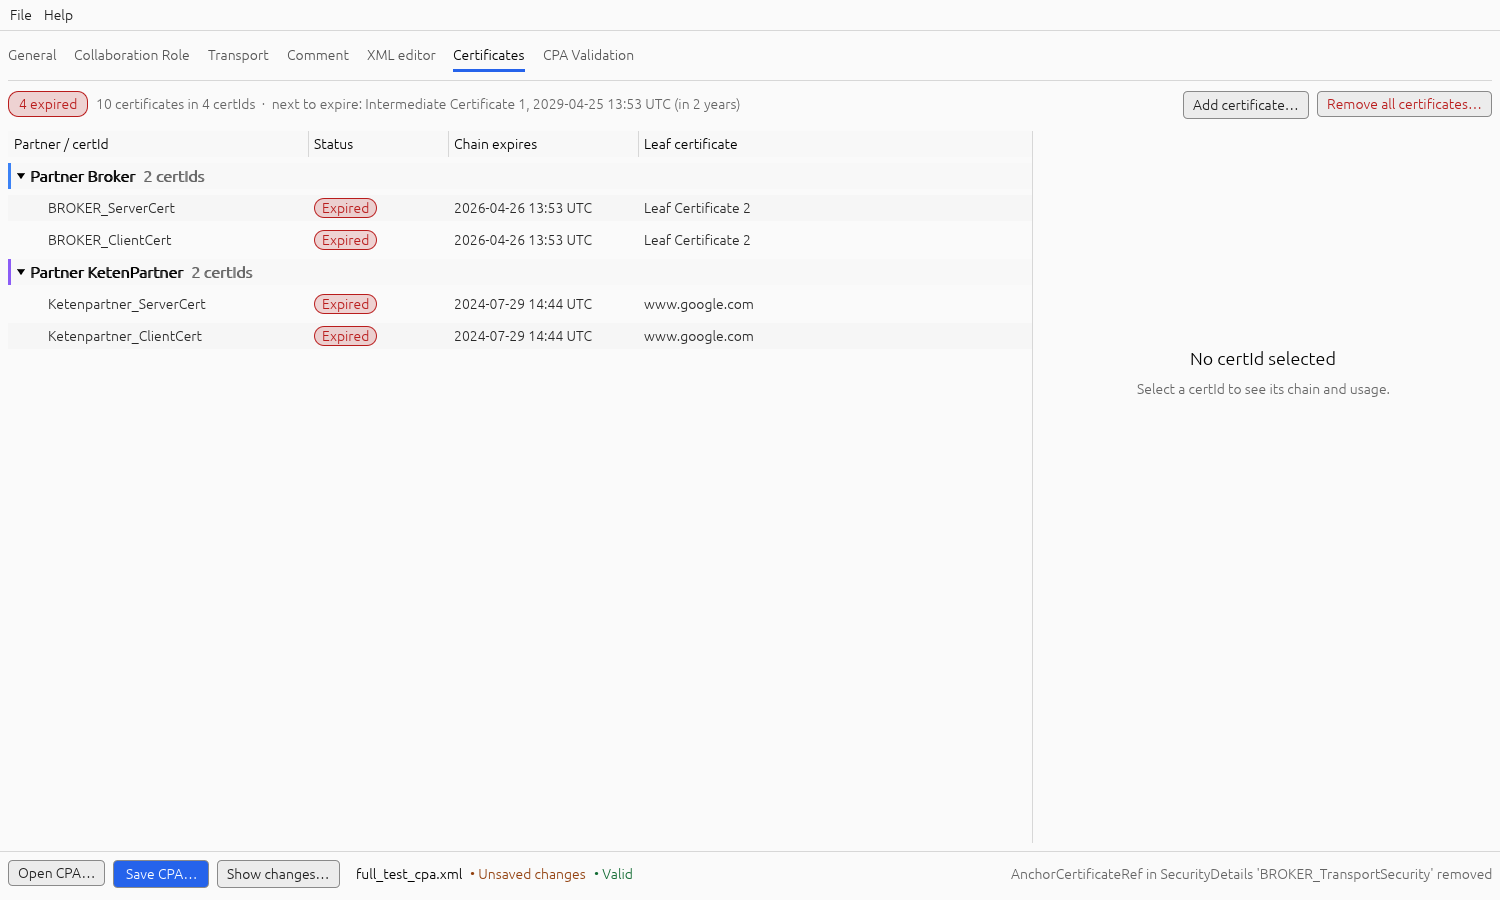 File Help
General Collaboration Role Transport Comment XML editor Certificates CPA Validation
4 expired 10 certificates in 4 certIds · next to expire: Intermediate Certificate 1, 2029-04-25 13:53 UTC (in 2 years) Add certificate... Remove all certificates...
Partner / certId Status Chain expires Leaf certificate
Partner Broker 2 certIds
BROKER_ServerCert Expired 2026-04-26 13:53 UTC Leaf Certificate 2
BROKER_ClientCert Expired 2026-04-26 13:53 UTC Leaf Certificate 2
Partner KetenPartner 2 certIds
Ketenpartner_ServerCert Expired 2024-07-29 14:44 UTC www.google.com
Ketenpartner_ClientCert Expired 2024-07-29 14:44 UTC www.google.com
No certId selected
Select a certId to see its chain and usage.
Open CPA... Save CPA... Show changes... full_test_cpa.xml • Unsaved changes • Valid AnchorCertificateRef in SecurityDetails 'BROKER_TransportSecurity' removed